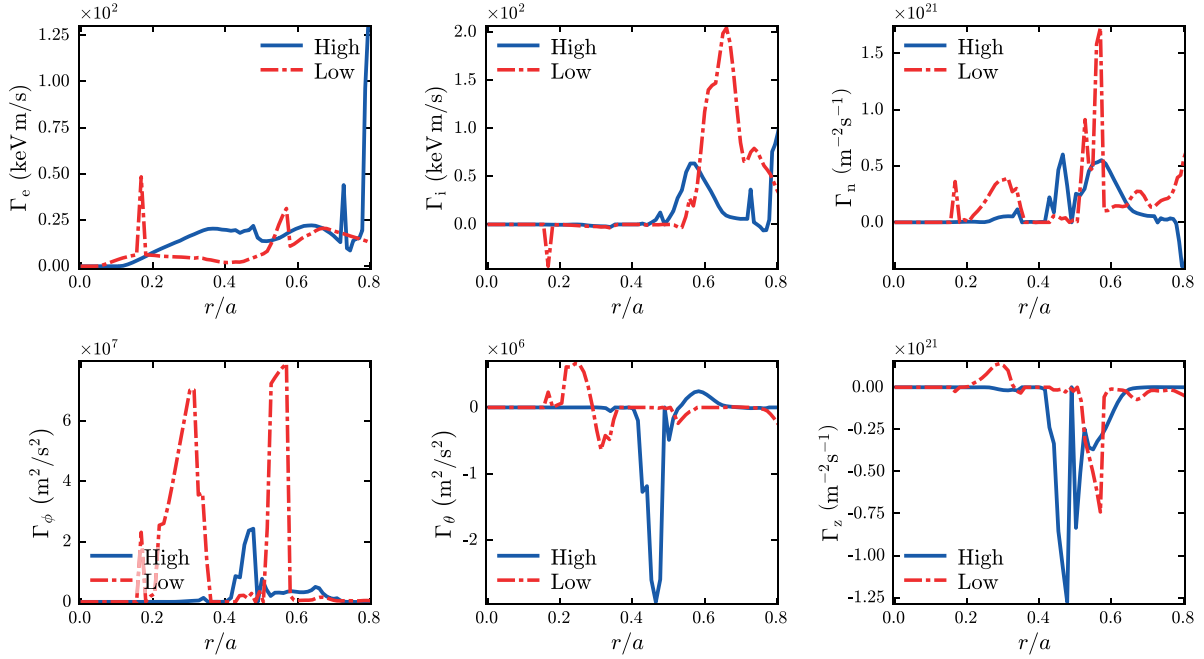 ×10²
1.25
1.00
0.75
0.50
0.25
0.00
Γe (keV m/s)
High
Low
0.0 0.2 0.4 0.6 0.8
r/a
×10²
2.0
1.5
1.0
0.5
0.0
Γi (keV m/s)
High
Low
0.0 0.2 0.4 0.6 0.8
r/a
×10²¹
1.5
1.0
0.5
0.0
Γn (m⁻²s⁻¹)
High
Low
0.0 0.2 0.4 0.6 0.8
r/a
×10⁷
6
4
2
0
Γϕ (m²/s²)
High
Low
0.0 0.2 0.4 0.6 0.8
r/a
×10⁶
0
-1
-2
Γθ (m²/s²)
High
Low
0.0 0.2 0.4 0.6 0.8
r/a
×10²¹
0.00
-0.25
-0.50
-0.75
-1.00
-1.25
Γz (m⁻²s⁻¹)
High
Low
0.0 0.2 0.4 0.6 0.8
r/a